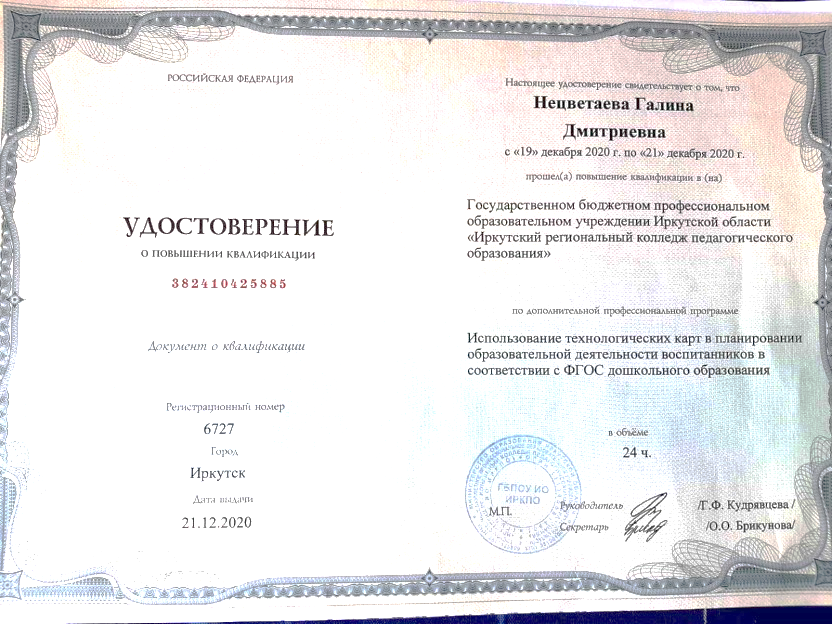 РОССИЙСКАЯ ФЕДЕРАЦИЯ
УДОСТОВЕРЕНИЕ
О ПОВЫШЕНИИ КВАЛИФИКАЦИИ
382410425885
Документ о квалификации
Регистрационный номер
6727
Город
Иркутск
Дата выдачи
21.12.2020
Настоящее удостоверение свидетельствует о том, что
Нецветаева Галина
Дмитриевна
с «19» декабря 2020 г. по «21» декабря 2020 г.
прошел(а) повышение квалификации в (на)
Государственном бюджетном профессиональном
образовательном учреждении Иркутской области
«Иркутский региональный колледж педагогического
образования»
по дополнительной профессиональной программе
Использование технологических карт в планировании
образовательной деятельности воспитанников в
соответствии с ФГОС дошкольного образования
в объёме
24 ч.
ГБПОУ ИО
ИРКПО
М.П.
Руководитель /Г.Ф. Кудрявцева /
Секретарь /О.О. Брикунова/